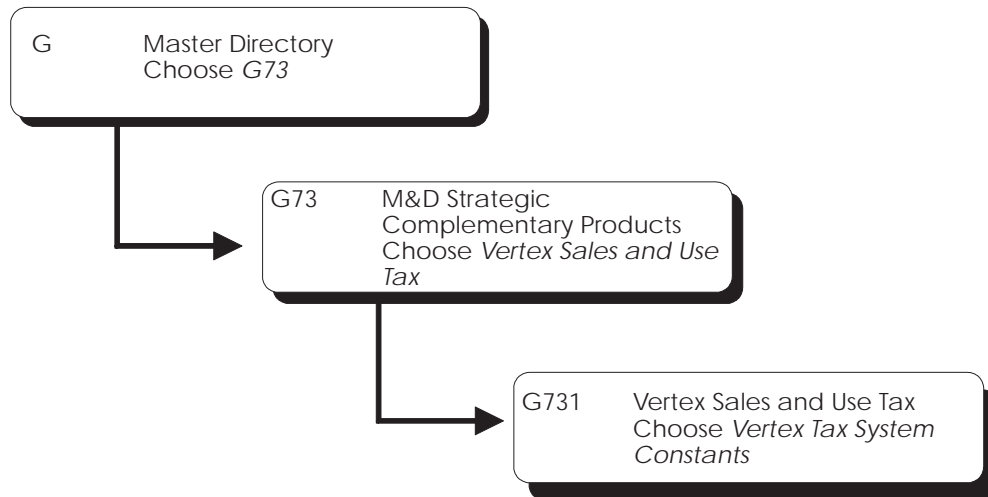 G Master Directory
Choose G73
G73 M&D Strategic
Complementary Products
Choose Vertex Sales and Use
Tax
G731 Vertex Sales and Use Tax
Choose Vertex Tax System
Constants